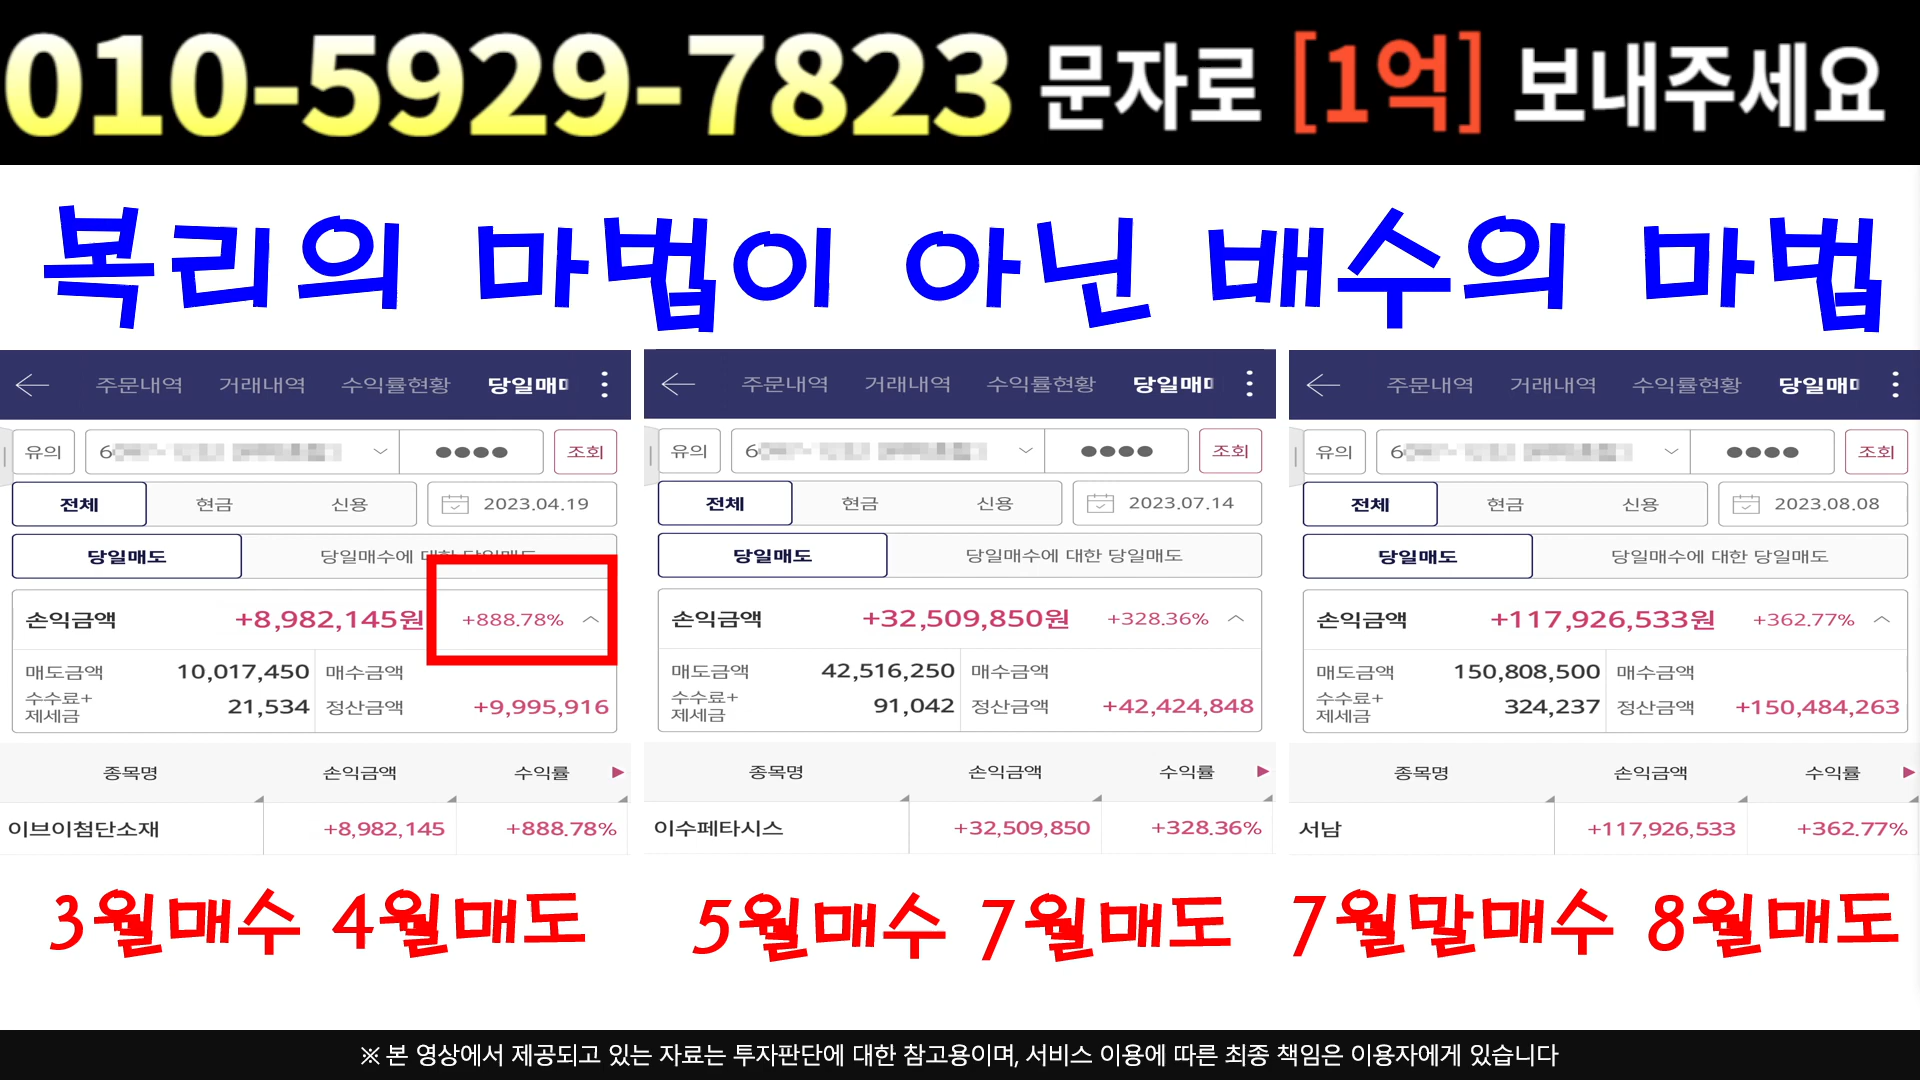 010-5929-7823 문자로 [1억] 보내주세요
복리의 마법이 아닌 배수의 마법
주문내역 거래내역 수익률현황 당일매
유의 6 ●●●● 조회
전체 현금 신용 2023.04.19
당일매도 당일매수에 대한 당일매도
손익금액 +8,982,145원 +888.78%
매도금액 10,017,450 매수금액
수수료+
제세금 21,534 정산금액 +9,995,916
종목명 손익금액 수익률
이브이첨단소재 +8,982,145 +888.78%
3월매수 4월매도
주문내역 거래내역 수익률현황 당일매
유의 6 ●●●● 조회
전체 현금 신용 2023.07.14
당일매도 당일매수에 대한 당일매도
손익금액 +32,509,850원 +328.36%
매도금액 42,516,250 매수금액
수수료+
제세금 91,042 정산금액 +42,424,848
종목명 손익금액 수익률
이수페타시스 +32,509,850 +328.36%
5월매수 7월매도
주문내역 거래내역 수익률현황 당일매
유의 6 ●●●● 조회
전체 현금 신용 2023.08.08
당일매도 당일매수에 대한 당일매도
손익금액 +117,926,533원 +362.77%
매도금액 150,808,500 매수금액
수수료+
제세금 324,237 정산금액 +150,484,263
종목명 손익금액 수익률
서남 +117,926,533 +362.77%
7월말매수 8월매도
※ 본 영상에서 제공되고 있는 자료는 투자판단에 대한 참고용이며, 서비스 이용에 따른 최종 책임은 이용자에게 있습니다